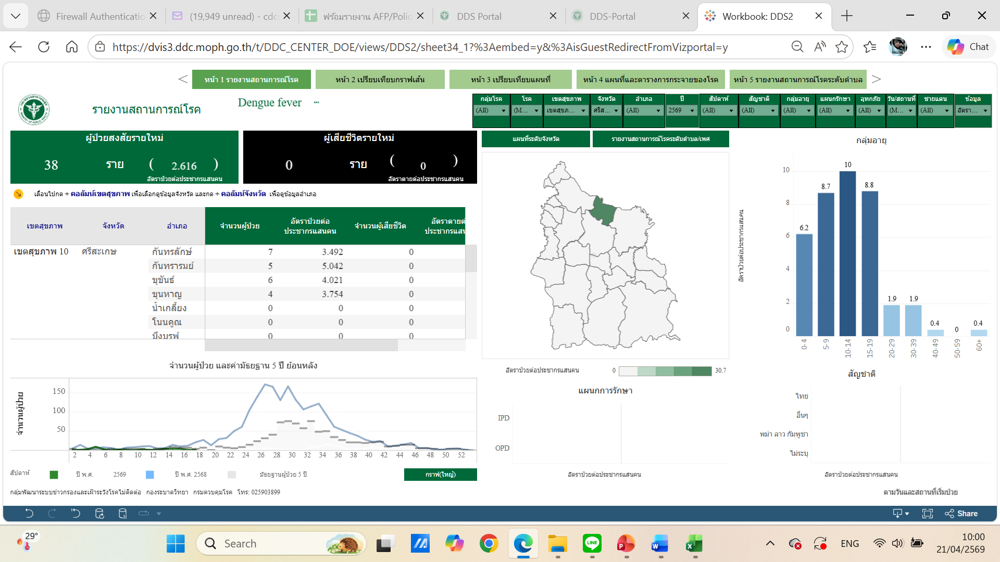 Firewall Authenticatio
(19,949 unread) - cdc
ฟร์อมรายงาน AFP/Polio
DDS Portal
DDS-Portal
Workbook: DDS2
https://dvis3.ddc.moph.go.th/t/DDC_CENTER_DOE/views/DDS2/sheet34_1?%3Aembed=y&%3AisGuestRedirectFromVizportal=y
Chat
หน้า 1 รายงานสถานการณ์โรค
หน้า 2 เปรียบเทียบกราฟเส้น
หน้า 3 เปรียบเทียบแผนที่
หน้า 4 แผนที่และตารางการกระจายของโรค
หน้า 5 รายงานสถานการณ์โรคระดับตำบล
รายงานสถานการณ์โรค
Dengue fever ...
กลุ่มโรค โรค เขตสุขภาพ จังหวัด อำเภอ ปี สัปดาห์ สัญชาติ กลุ่มอายุ แผนกรักษา อุทกภัย วัน/สถานที่ ชายแดน ข้อมูล
(All) (M... เขตสุขภ... ศรีส... (All) 2569 (All) (All) (All) (All) (All) (M... (All) อัตรา...
ผู้ป่วยสงสัยรายใหม่
38 ราย ( 2.616 )
อัตราป่วยต่อประชากรแสนคน
ผู้เสียชีวิตรายใหม่
0 ราย ( 0 )
อัตราตายต่อประชากรแสนคน
แผนที่ระดับจังหวัด
รายงานสถานการณ์โรคระดับตำบล/เพศ
เลื่อนไปกด + คอลัมน์เขตสุขภาพ เพื่อเลือกดูข้อมูลจังหวัด และกด + คอลัมน์จังหวัด เพื่อดูข้อมูลอำเภอ
เขตสุขภาพ จังหวัด อำเภอ จำนวนผู้ป่วย อัตราป่วยต่อประชากรแสนคน จำนวนผู้เสียชีวิต อัตราตายต่ ประชากรแสน
เขตสุขภาพ 10 ศรีสะเกษ กันทรลักษ์ 7 3.492 0
กันทรารมย์ 5 5.042 0
ขุขันธ์ 6 4.021 0
ขุนหาญ 4 3.754 0
น้ำเกลี้ยง 0 0 0
โนนคูณ 0 0 0
บึงบูรพ์ 0 0 0
จำนวนผู้ป่วย และค่ามัธยฐาน 5 ปี ย้อนหลัง
จำนวนผู้ป่วย
150
100
50
2 4 6 8 10 12 14 16 18 20 22 24 26 28 30 32 34 36 38 40 42 44 46 48 50 52
สัปดาห์ ปี พ.ศ. 2569 ปี พ.ศ. 2568 มัธยฐานผู้ป่วย 5 ปี
กราฟ(ใหญ่)
กลุ่มพัฒนาระบบข่าวกรองและเฝ้าระวังโรคไม่ติดต่อ กองระบาดวิทยา กรมควบคุมโรค โทร: 025903899
อัตราป่วยต่อประชากรแสนคน 0 30.7
แผนกการรักษา
IPD
OPD
อัตราป่วยต่อประชากรแสนคน
กลุ่มอายุ
อัตราป่วยต่อประชากรแสนคน
10
8
6
4
2
0
6.2 8.7 10 8.8 1.9 1.9 0.4 0 0.4
0-4 5-9 10-14 15-19 20-29 30-39 40-49 50-59 60+
สัญชาติ
ไทย
อื่นๆ
พม่า ลาว กัมพูชา
ไม่ระบุ
อัตราป่วยต่อประชากรแสนคน
ตามวันและสถานที่เริ่มป่วย
Share
29°
Search
ENG
10:00
21/04/2569